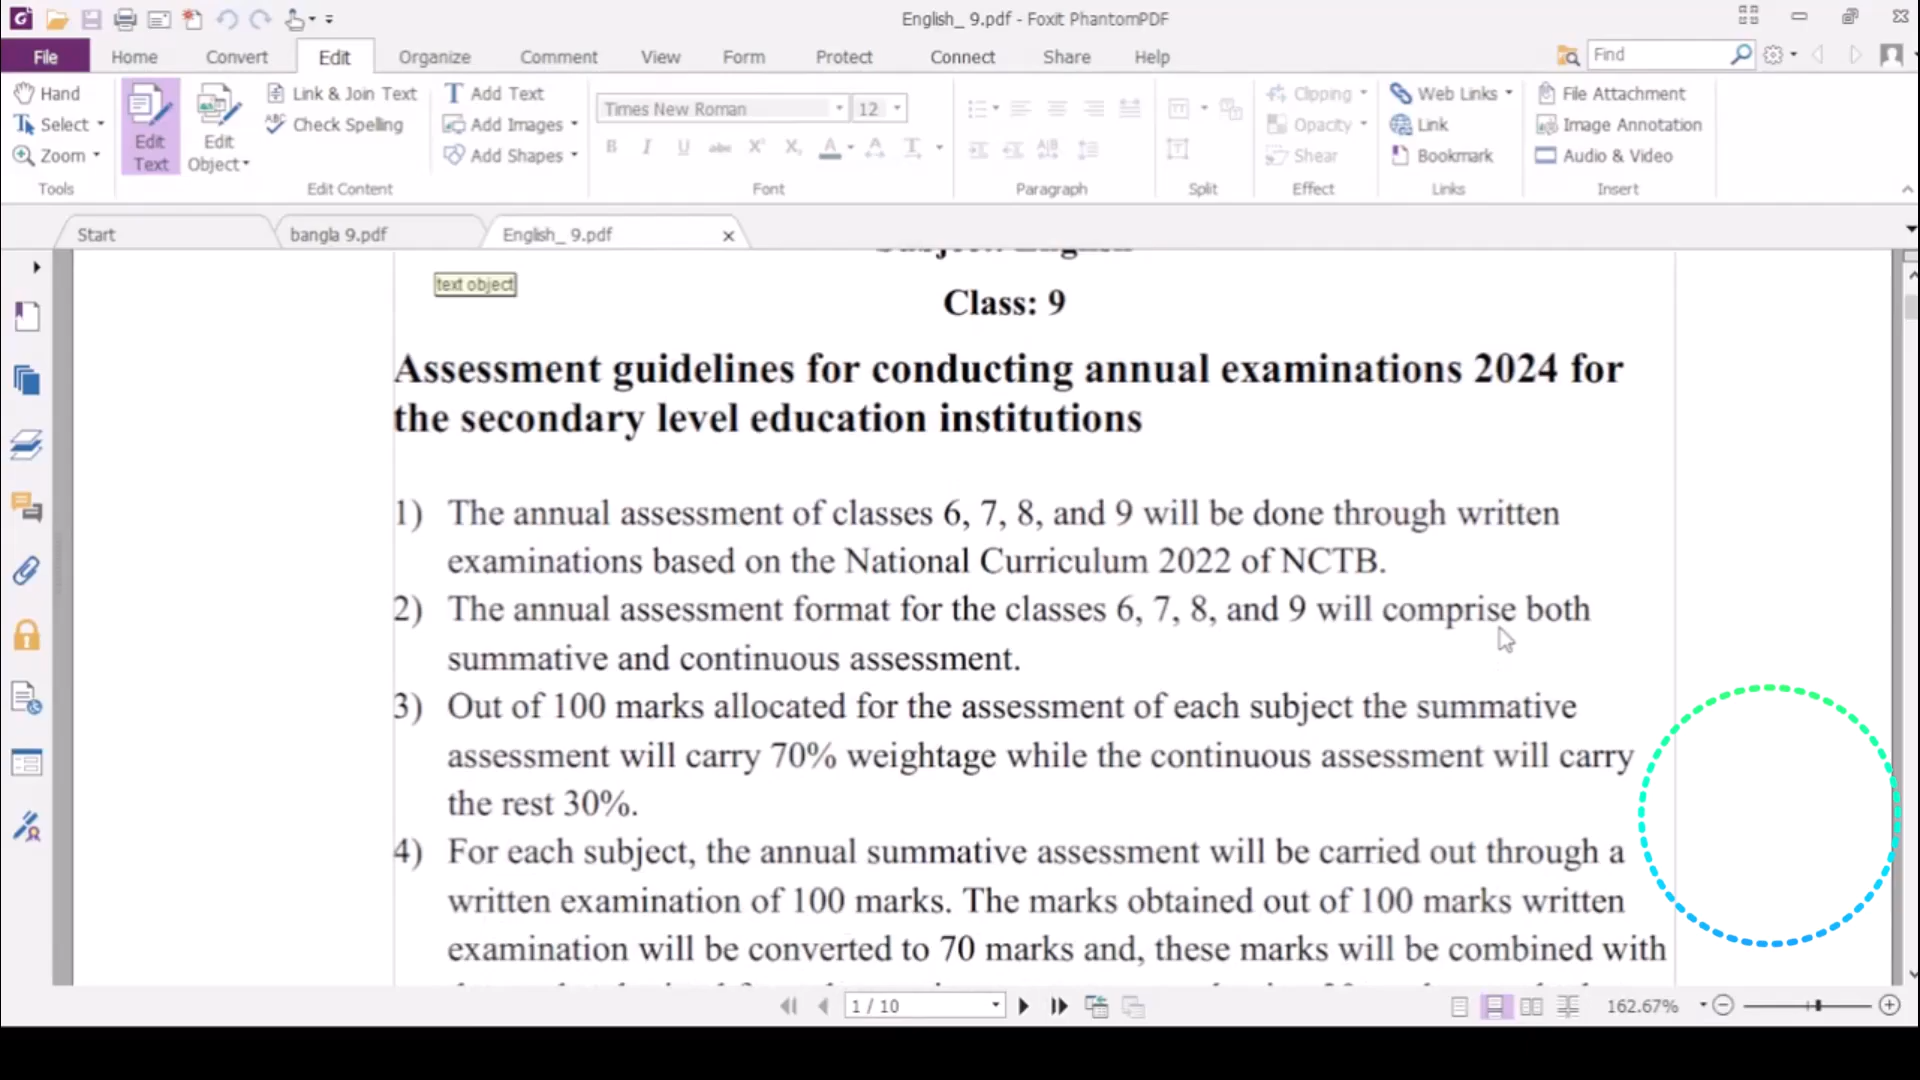 English_ 9.pdf - Foxit PhantomPDF
File Home Convert Edit Organize Comment View Form Protect Connect Share Help Find
Hand
Select
Zoom
Tools
Edit Text
Edit Object
Link & Join Text
Check Spelling
Add Text
Add Images
Add Shapes
Edit Content
Times New Roman 12
Font
Paragraph
Split
Clipping
Opacity
Shear
Effect
Web Links
Link
Bookmark
Links
File Attachment
Image Annotation
Audio & Video
Insert
Start bangla 9.pdf English_ 9.pdf
text object
Class: 9
Assessment guidelines for conducting annual examinations 2024 for
the secondary level education institutions
1) The annual assessment of classes 6, 7, 8, and 9 will be done through written
examinations based on the National Curriculum 2022 of NCTB.
2) The annual assessment format for the classes 6, 7, 8, and 9 will comprise both
summative and continuous assessment.
3) Out of 100 marks allocated for the assessment of each subject the summative
assessment will carry 70% weightage while the continuous assessment will carry
the rest 30%.
4) For each subject, the annual summative assessment will be carried out through a
written examination of 100 marks. The marks obtained out of 100 marks written
examination will be converted to 70 marks and, these marks will be combined with
1 / 10
162.67%